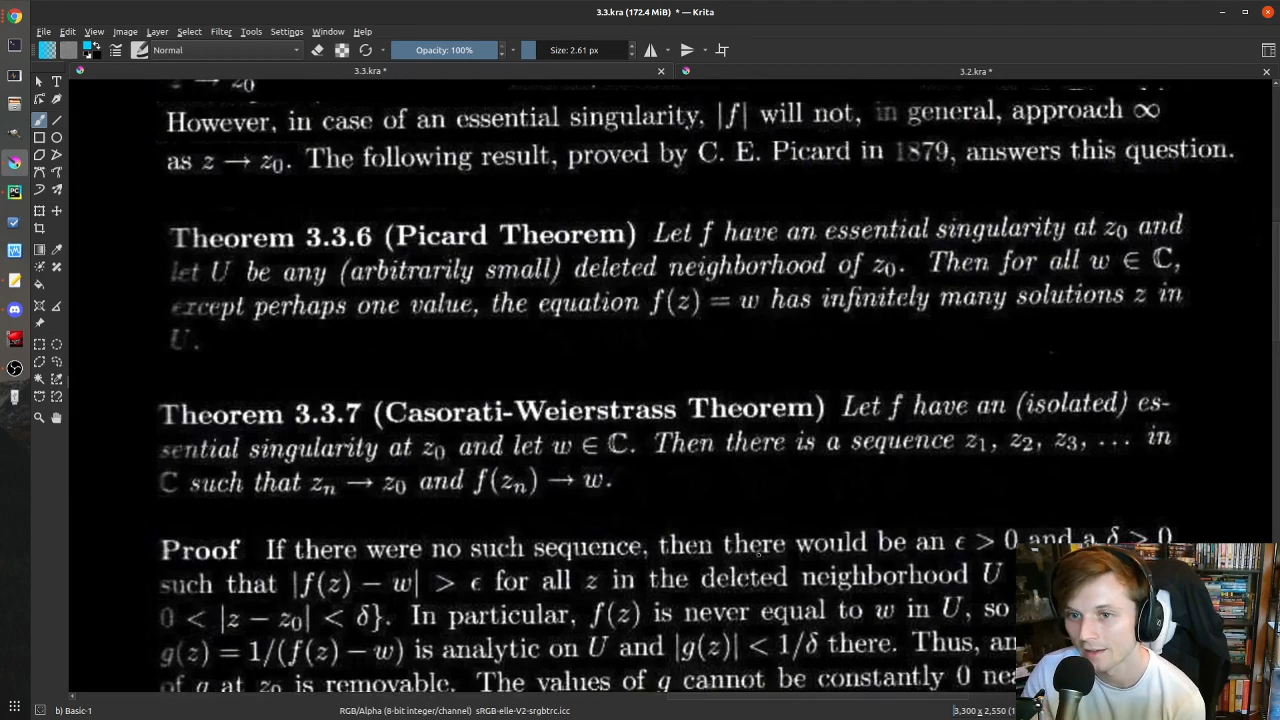 3.3.kra (172.4 MiB) * — Krita
File Edit View Image Layer Select Filter Tools Settings Window Help
Normal Opacity: 100% Size: 2.61 px
3.3.kra * 3.2.kra *
z → z₀
However, in case of an essential singularity, |f| will not, in general, approach ∞
as z → z₀. The following result, proved by C. E. Picard in 1879, answers this question.
Theorem 3.3.6 (Picard Theorem) Let f have an essential singularity at z₀ and
let U be any (arbitrarily small) deleted neighborhood of z₀. Then for all w ∈ ℂ,
except perhaps one value, the equation f(z) = w has infinitely many solutions z in
U.
Theorem 3.3.7 (Casorati-Weierstrass Theorem) Let f have an (isolated) es-
sential singularity at z₀ and let w ∈ ℂ. Then there is a sequence z₁, z₂, z₃, … in
ℂ such that zₙ → z₀ and f(zₙ) → w.
Proof If there were no such sequence, then there would be an ϵ > 0 and a δ > 0
such that |f(z) − w| > ϵ for all z in the deleted neighborhood U
0 < |z − z₀| < δ}. In particular, f(z) is never equal to w in U, so
g(z) = 1/(f(z) − w) is analytic on U and |g(z)| < 1/δ there. Thus, an
of g at z₀ is removable. The values of g cannot be constantly 0 nea
b) Basic-1 RGB/Alpha (8-bit integer/channel) sRGB-elle-V2-srgbtrc.icc 3,300 x 2,550 (1